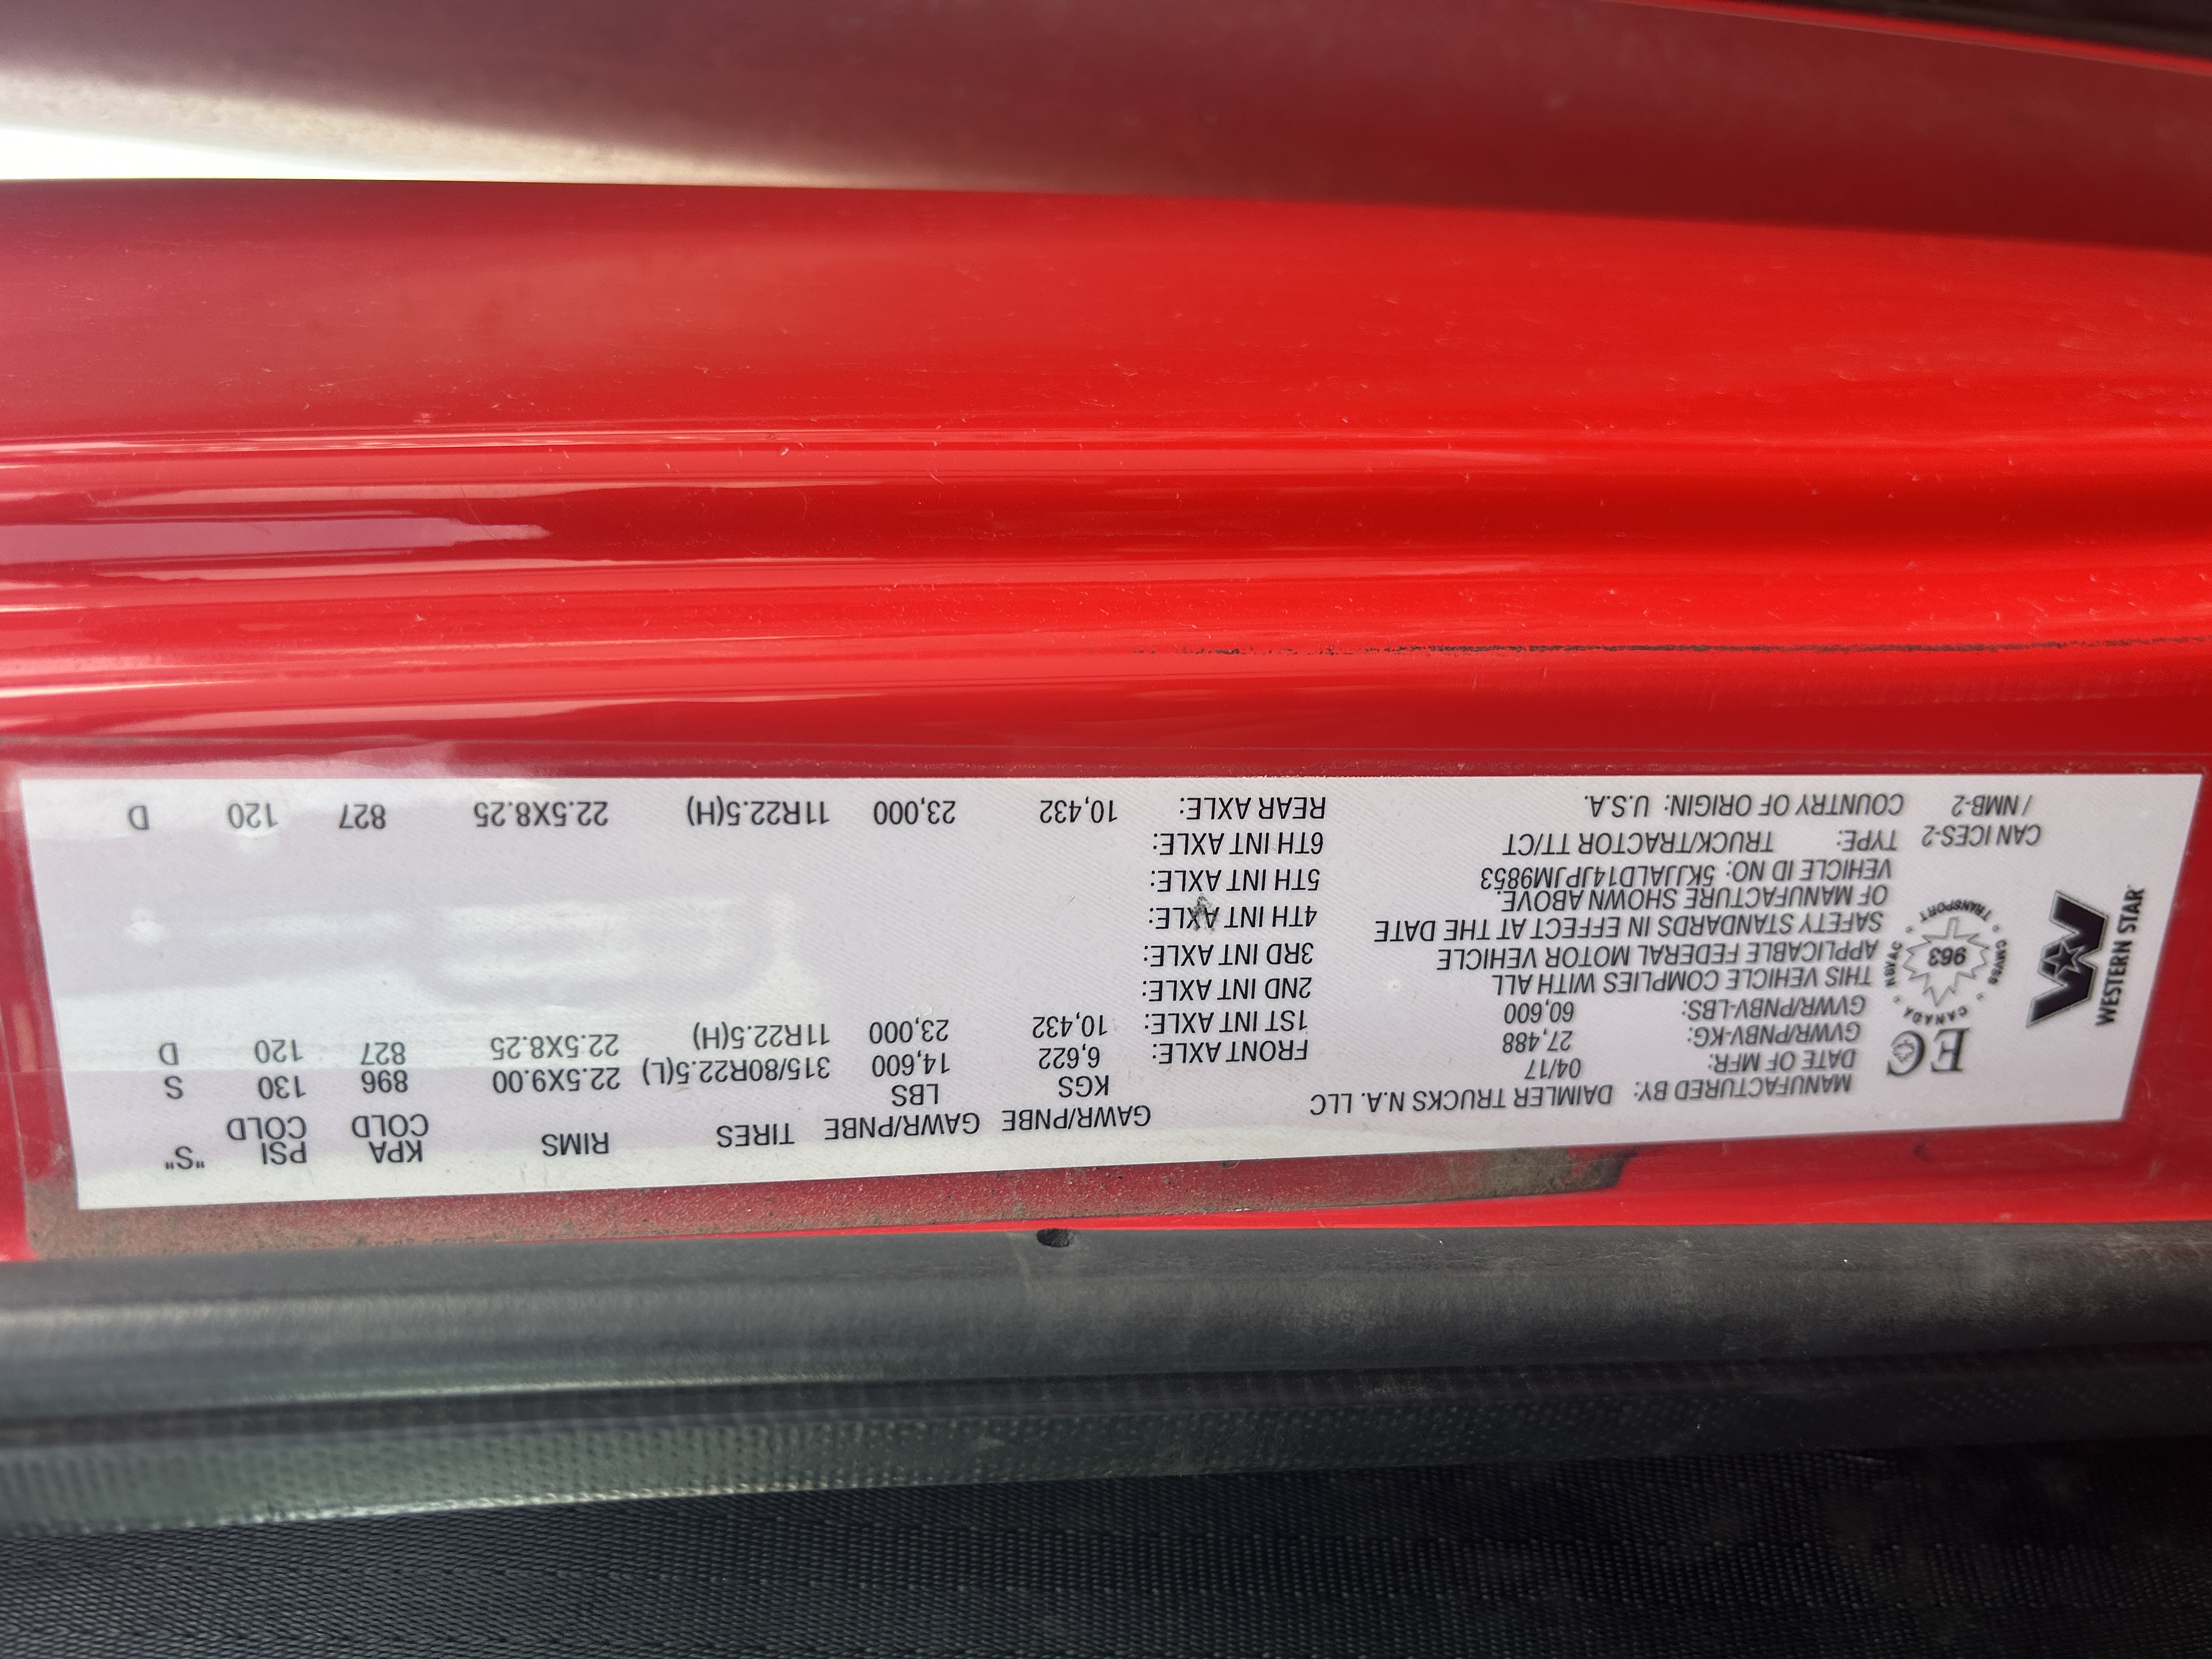 WESTERN STAR
EC
CANADA
963
CMVSS
NSVAC
TRANSPORT
CAN ICES-2
/ NMB-2
MANUFACTURED BY: DAIMLER TRUCKS N.A. LLC
DATE OF MFR: 04/17
GVWR/PNBV-KG: 27,488
GVWR/PNBV-LBS: 60,600
THIS VEHICLE COMPLIES WITH ALL
APPLICABLE FEDERAL MOTOR VEHICLE
SAFETY STANDARDS IN EFFECT AT THE DATE
OF MANUFACTURE SHOWN ABOVE.
VEHICLE ID NO: 5KJJALD14JPJM9853
TYPE: TRUCK/TRACTOR TT/CT
COUNTRY OF ORIGIN: U.S.A.
GAWR/PNBE GAWR/PNBE TIRES RIMS KPA PSI "S"
KGS LBS COLD COLD
FRONT AXLE: 6,622 14,600 315/80R22.5(L) 22.5X9.00 896 130 S
1ST INT AXLE: 10,432 23,000 11R22.5(H) 22.5X8.25 827 120 D
2ND INT AXLE:
3RD INT AXLE:
4TH INT AXLE:
5TH INT AXLE:
6TH INT AXLE:
REAR AXLE: 10,432 23,000 11R22.5(H) 22.5X8.25 827 120 D